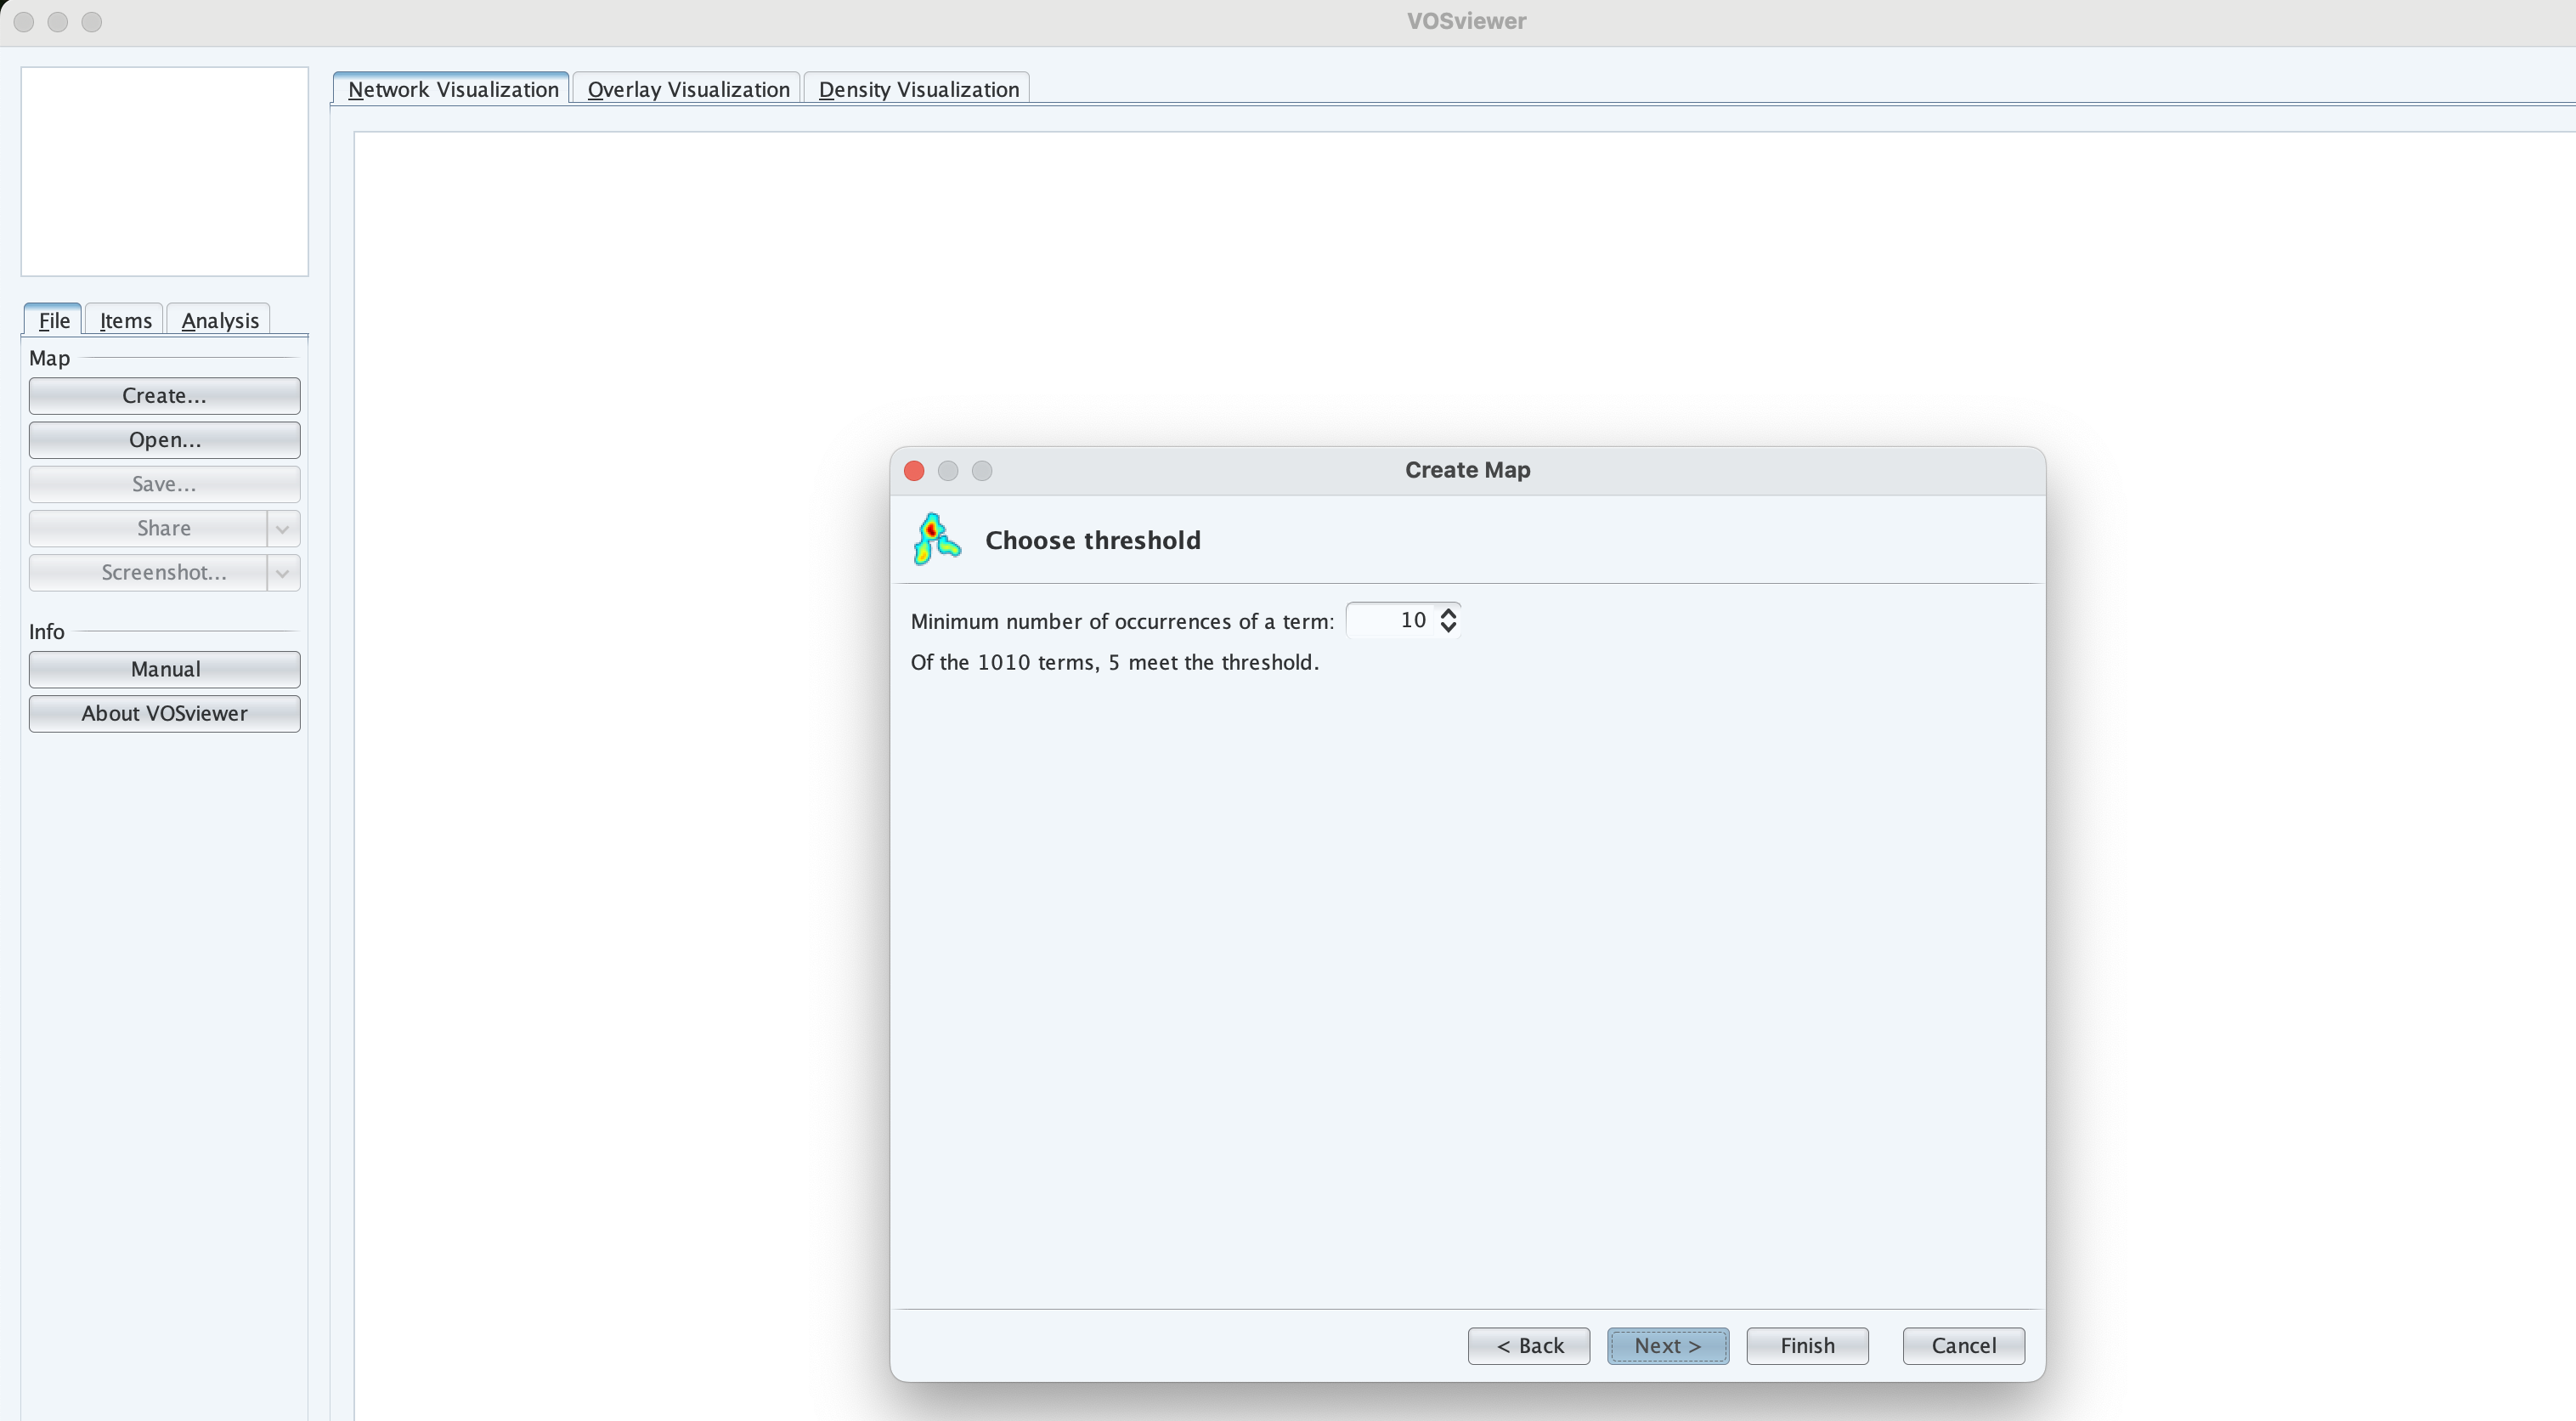 VOSviewer
Network Visualization
Overlay Visualization
Density Visualization
File
Items
Analysis
Map
Create...
Open...
Save...
Share
Screenshot...
Info
Manual
About VOSviewer
Create Map
Choose threshold
Minimum number of occurrences of a term: 10
Of the 1010 terms, 5 meet the threshold.
< Back
Next >
Finish
Cancel